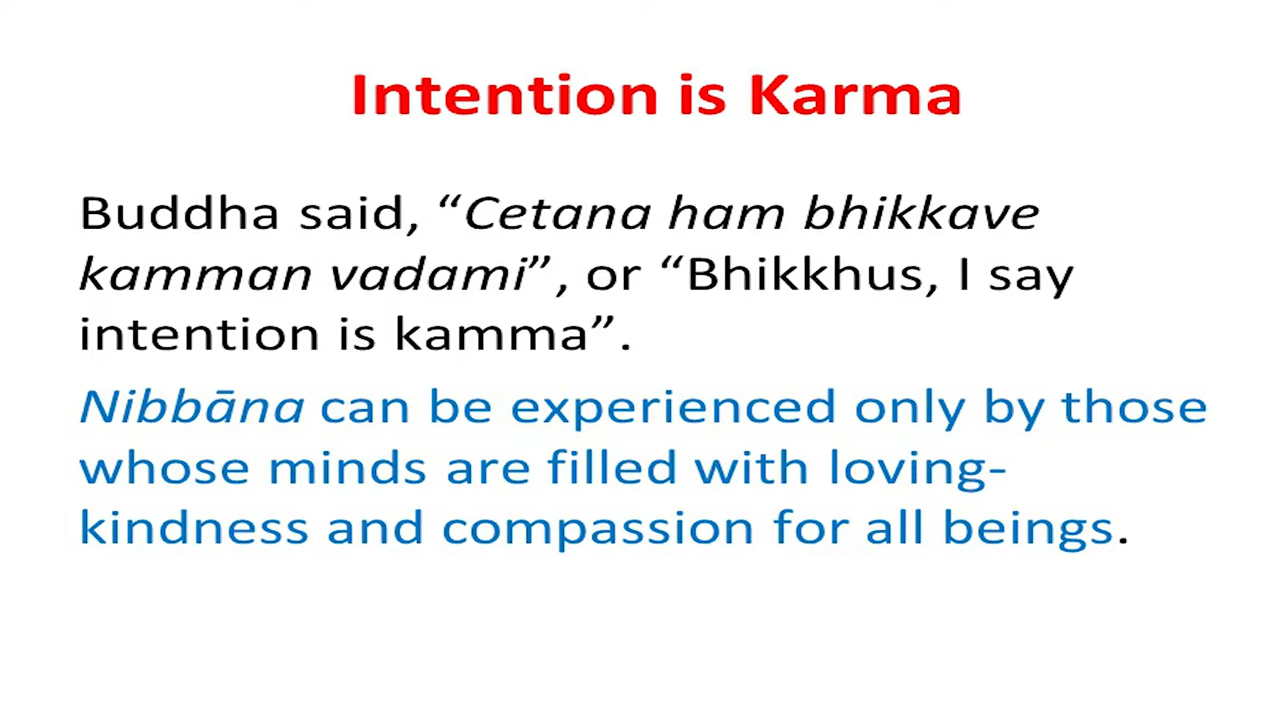 Intention is Karma
Buddha said, “Cetana ham bhikkave
kamman vadami”, or “Bhikkhus, I say
intention is kamma”.
Nibbāna can be experienced only by those
whose minds are filled with loving-
kindness and compassion for all beings.